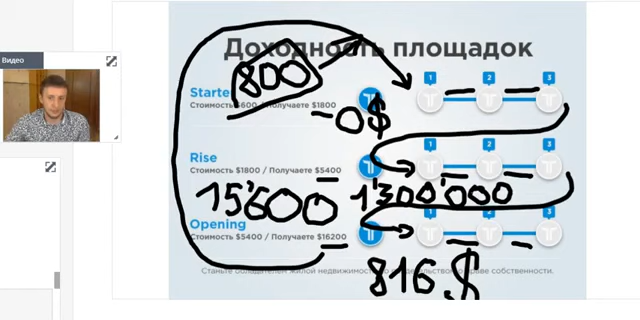 Видео
Доходность площадок
800
Starte
Стоимость $600 / Получаете $1800
1 2 3
- 0$
Rise
Стоимость $1800 / Получаете $5400
1 2 3
15'600 1'300'000
Opening
Стоимость $5400 / Получаете $16200
1 2 3
816 $
Станьте обладателем жилой недвижимости
праве собственности.